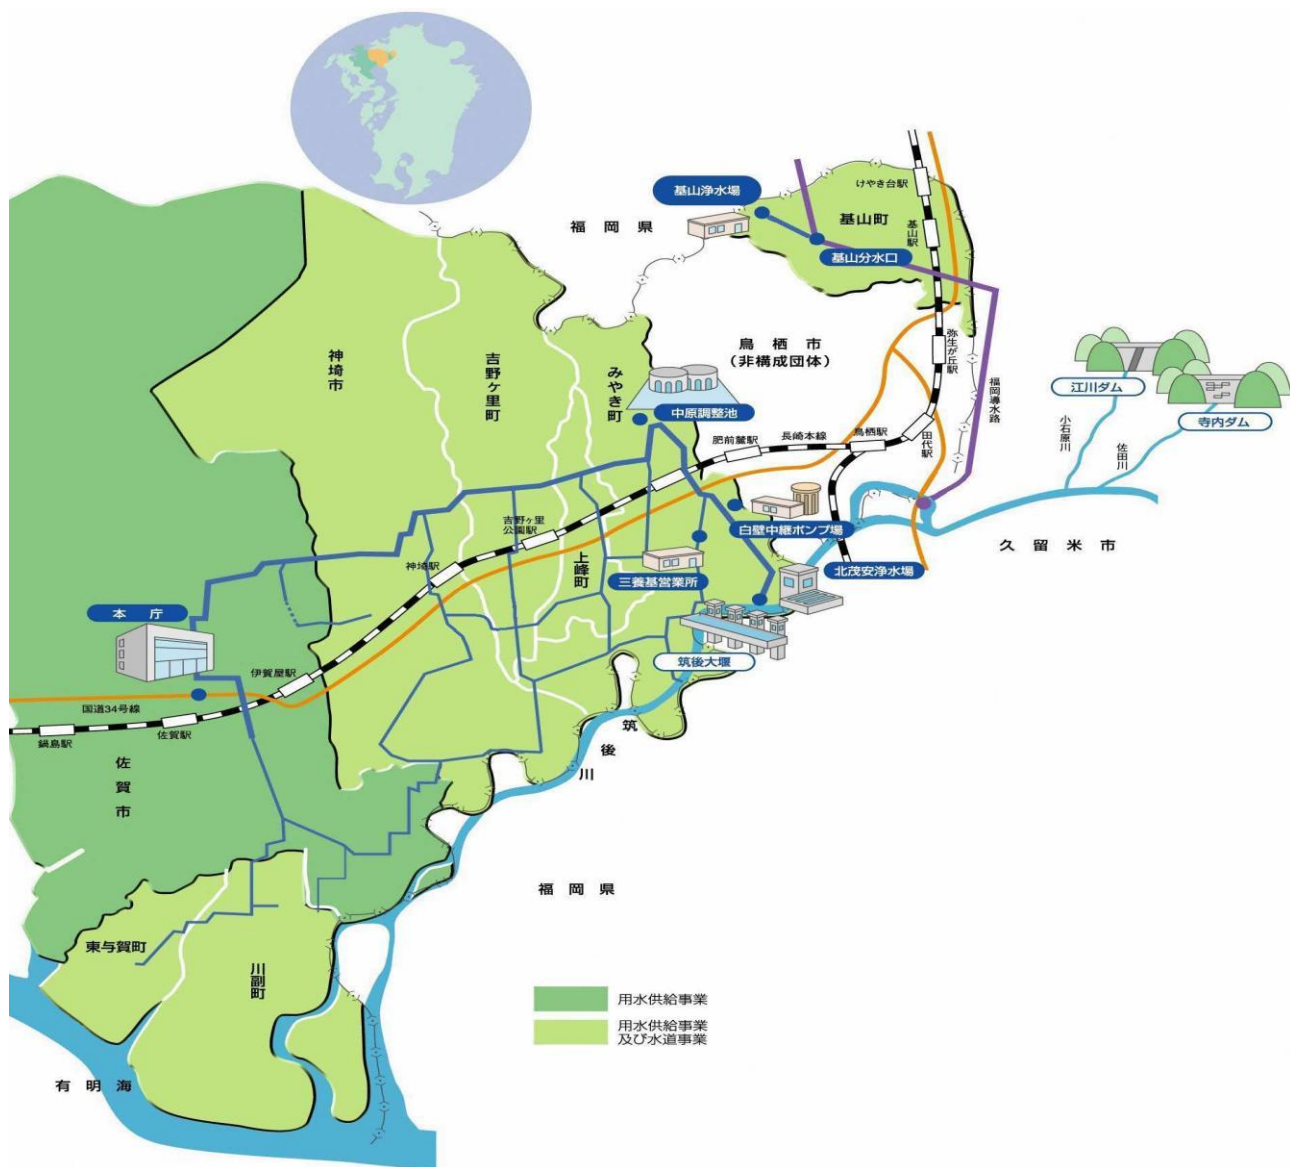 基山浄水場
けやき台駅
福岡県
基山町
基山駅
基山分水口
鳥栖市
(非構成団体)
弥生が丘駅
神埼市
吉野ヶ里町
みやき町
中原調整池
福岡導水路
江川ダム
寺内ダム
小石原川
佐田川
肥前麓駅
長崎本線
鳥栖駅
田代駅
吉野ヶ里
公園駅
白壁中継ポンプ場
久留米市
神埼駅
上峰町
三養基営業所
北茂安浄水場
本庁
筑後大堰
伊賀屋駅
国道34号線
佐賀駅
鍋島駅
筑後川
佐賀市
福岡県
東与賀町
川副町
用水供給事業
用水供給事業
及び水道事業
有明海